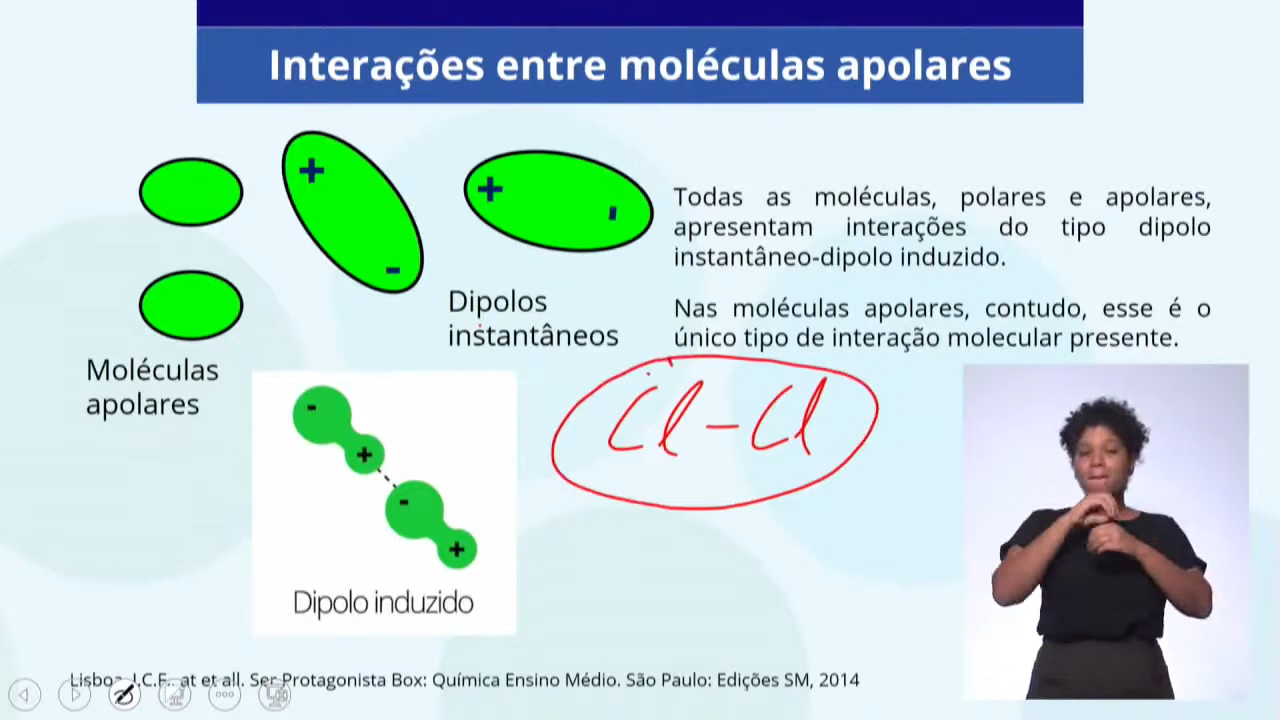 Interações entre moléculas apolares
+
-
+
-
Todas as moléculas, polares e apolares,
apresentam interações do tipo dipolo
instantâneo-dipolo induzido.
Nas moléculas apolares, contudo, esse é o
único tipo de interação molecular presente.
Dipolos
instantâneos
Moléculas
apolares
Cl-Cl
-
+
-
+
Dipolo induzido
Lisboa, J.C.F.. at et all. Ser Protagonista Box: Química Ensino Médio. São Paulo: Edições SM, 2014